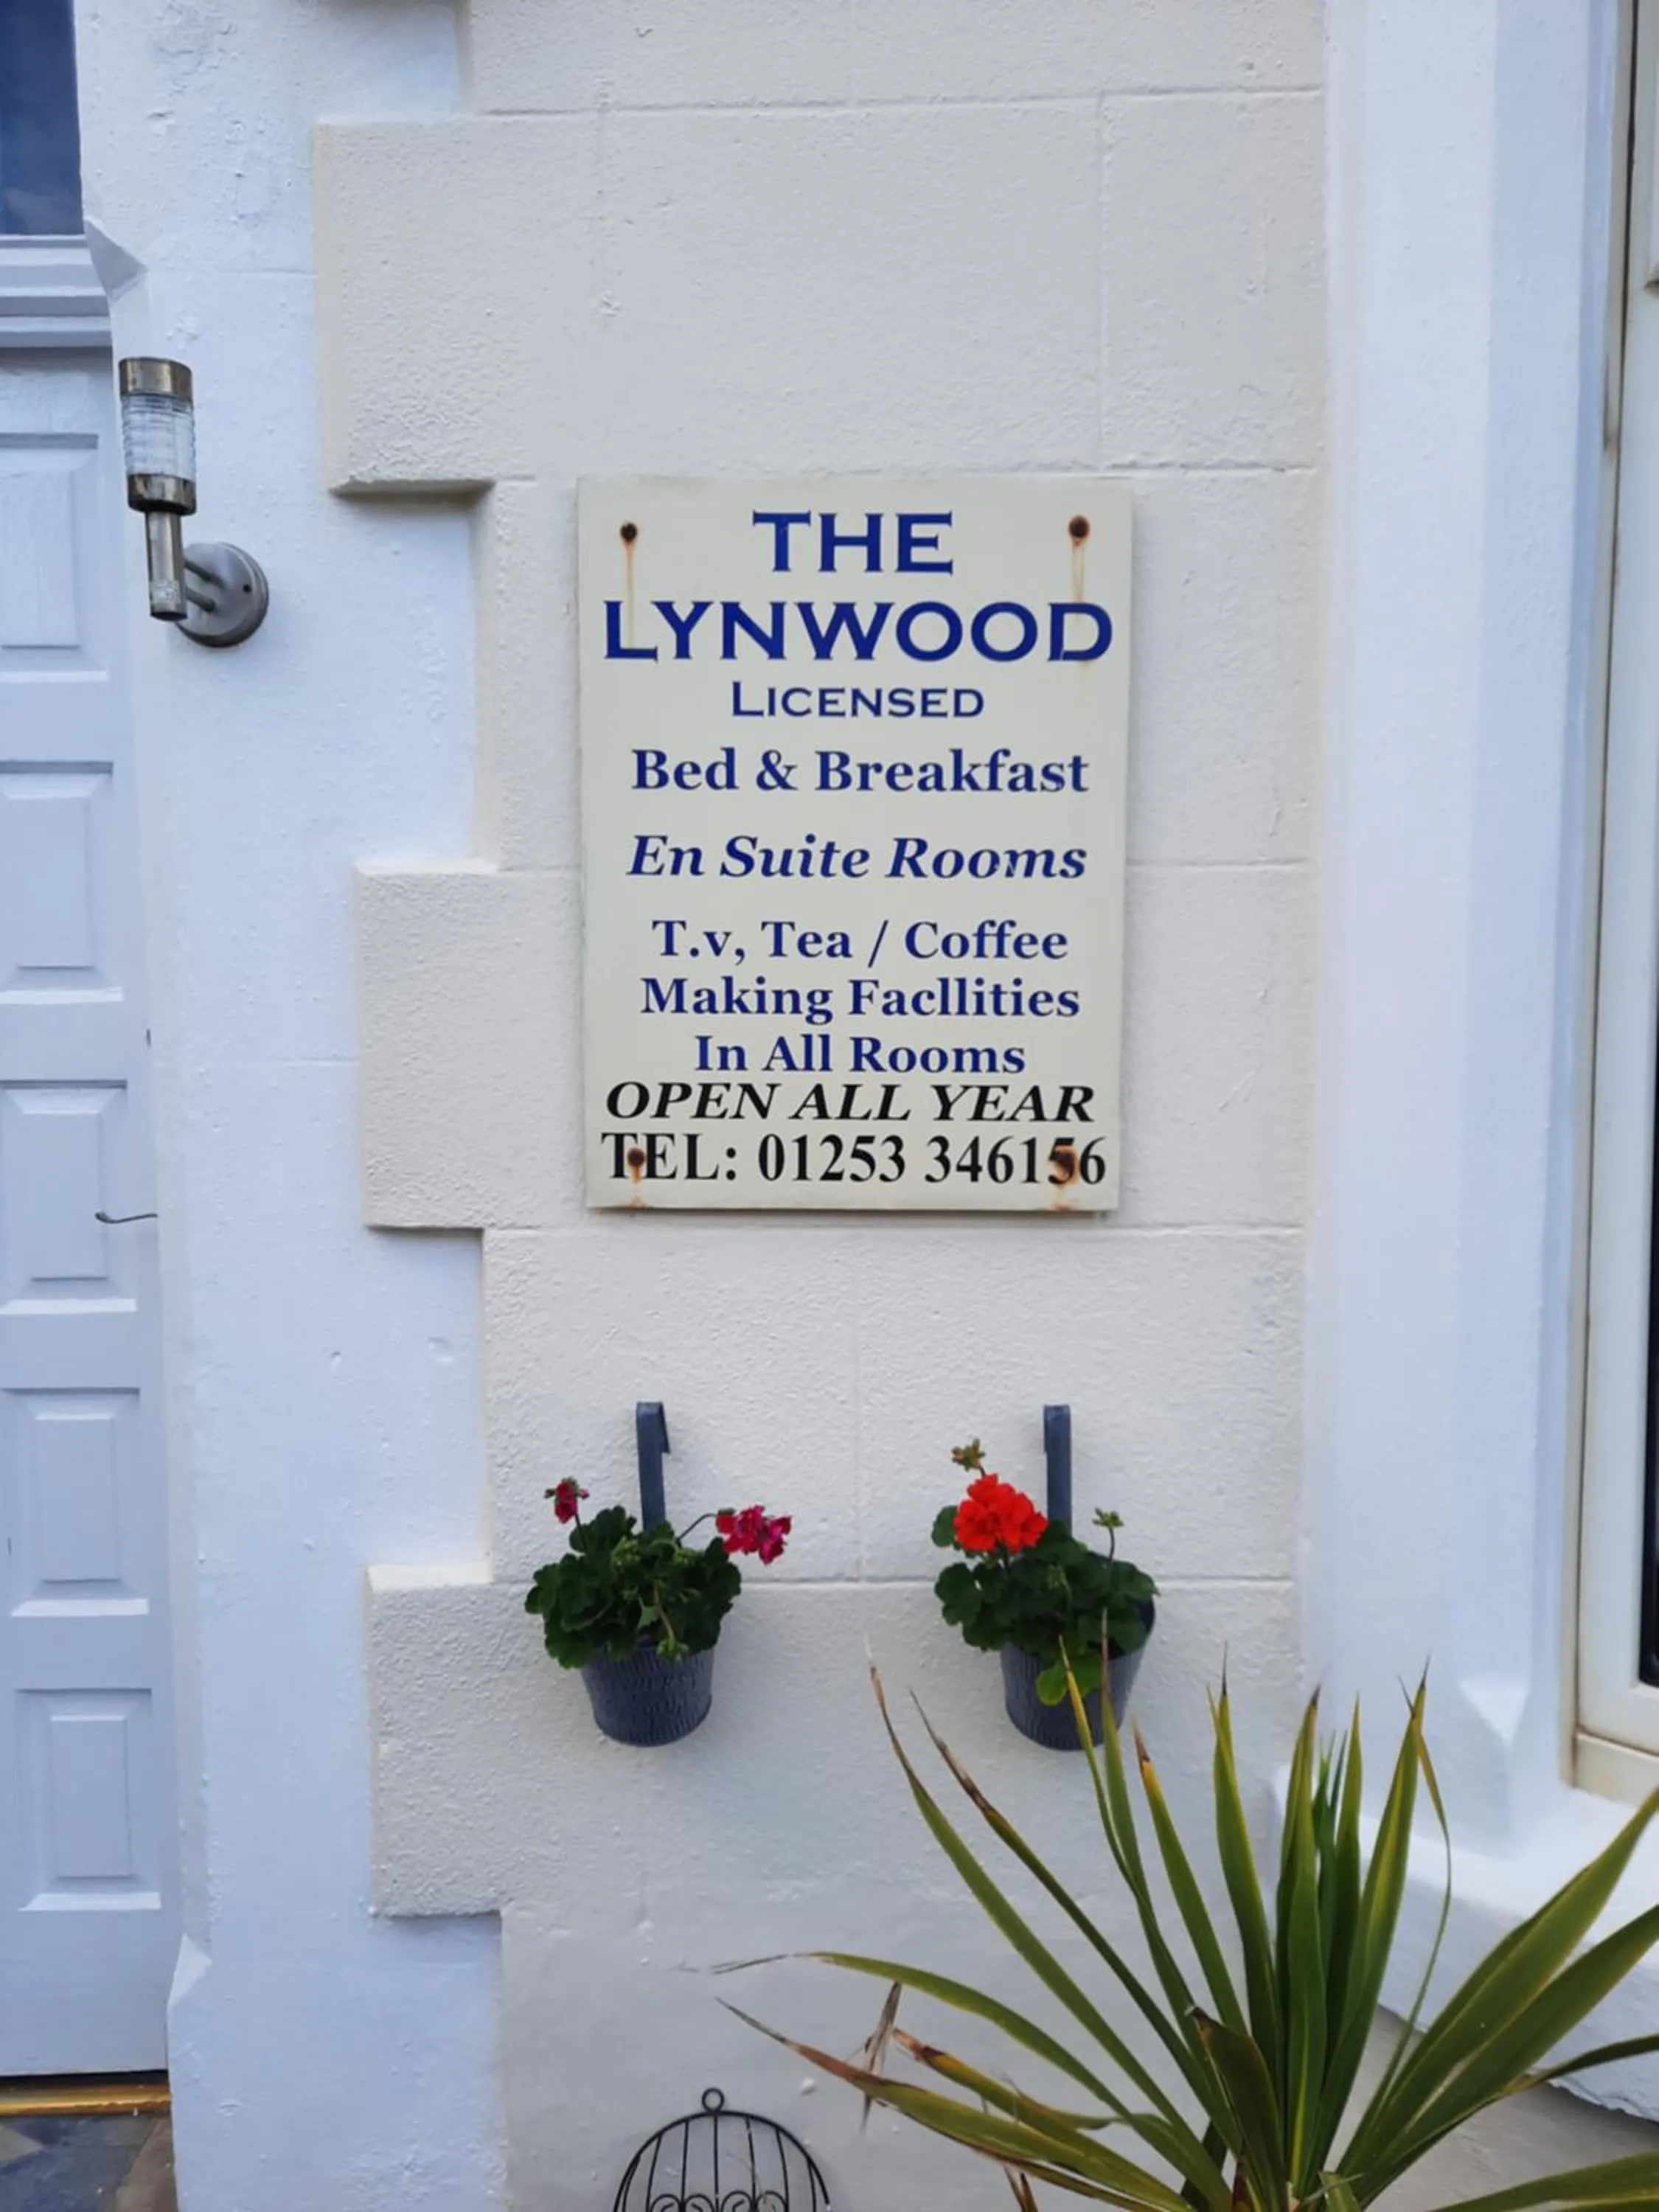 THE
LYNWOOD
LICENSED
Bed & Breakfast
En Suite Rooms
T.v, Tea / Coffee
Making Facllities
In All Rooms
OPEN ALL YEAR
TEL: 01253 346156